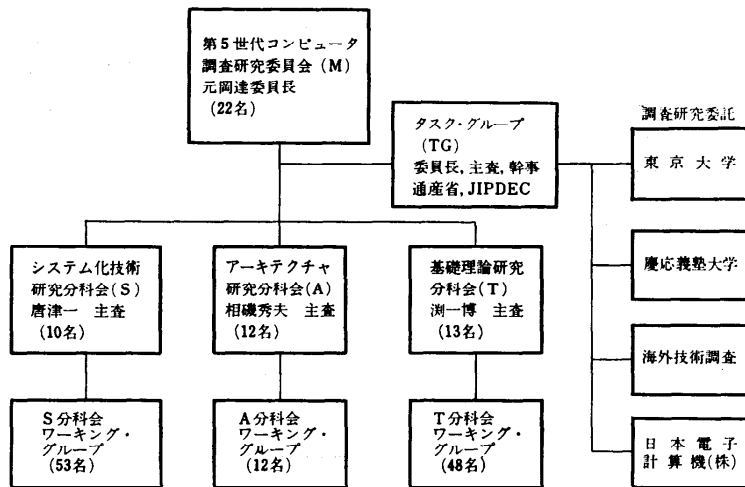 第5世代コンピュータ
調査研究委員会(M)
元岡達委員長
(22名)
タスク・グループ
(TG)
委員長,主査,幹事
通産省,JIPDEC
調査研究委託
東京大学
慶応義塾大学
海外技術調査
日本電子
計算機(株)
システム化技術
研究分科会(S)
唐津一 主査
(10名)
アーキテクチャ
研究分科会(A)
相磯秀夫 主査
(12名)
基礎理論研究
分科会(T)
渕一博 主査
(13名)
S分科会
ワーキング・
グループ
(53名)
A分科会
ワーキング・
グループ
(12名)
T分科会
ワーキング・
グループ
(48名)